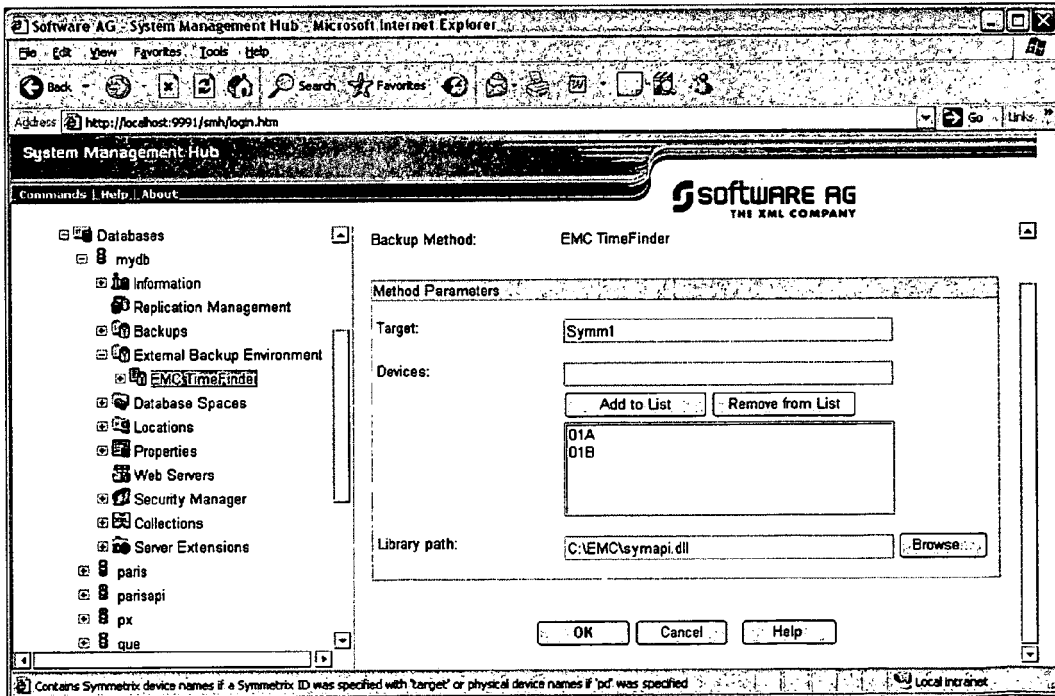 Software AG - System Management Hub - Microsoft Internet Explorer
File Edit View Favorites Tools Help
Back Search Favorites
Address http://localhost:9991/smh/login.htm Go Links
System Management Hub
Commands | Help | About
software AG
THE XML COMPANY
Databases
mydb
Information
Replication Management
Backups
External Backup Environment
EMC TimeFinder
Database Spaces
Locations
Properties
Web Servers
Security Manager
Collections
Server Extensions
paris
parisapi
px
que
Backup Method: EMC TimeFinder
Method Parameters
Target: Symm1
Devices:
Add to List Remove from List
01A
01B
Library path: C:\EMC\symapi.dll Browse...
OK Cancel Help
Contains Symmetrix device names if a Symmetrix ID was specified with 'target' or physical device names if 'pd' was specified Local intranet